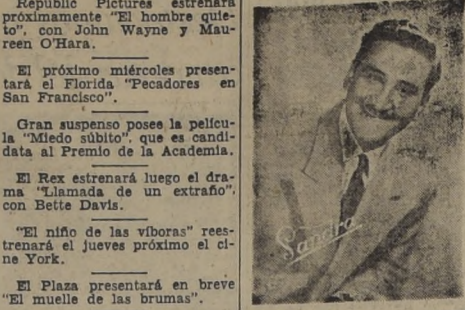 Republic Pictures estrenará
próximamente "El hombre quie-
to", con John Wayne y Mau-
reen O'Hara.
El próximo miércoles presen-
tará el Florida "Pecadores en
San Francisco".
Gran suspenso posee la pelícu-
la "Miedo súbito", que es candi-
data al Premio de la Academia.
El Rex estrenará luego el dra-
ma "Llamada de un extraño",
con Bette Davis.
"El niño de las víboras" rees-
trenará el jueves próximo el ci-
ne York.
El Plaza presentará en breve
"El muelle de las brumas".
Sandro